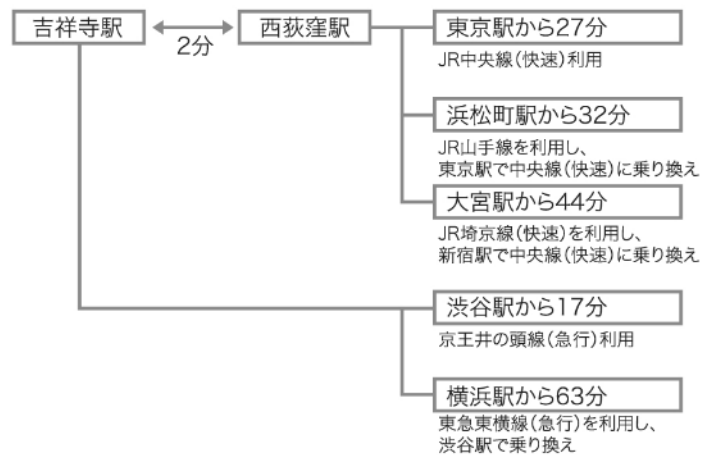 吉祥寺駅
2分
西荻窪駅
東京駅から27分
JR中央線（快速）利用
浜松町駅から32分
JR山手線を利用し、
東京駅で中央線（快速）に乗り換え
大宮駅から44分
JR埼京線（快速）を利用し、
新宿駅で中央線（快速）に乗り換え
渋谷駅から17分
京王井の頭線（急行）利用
横浜駅から63分
東急東横線（急行）を利用し、
渋谷駅で乗り換え